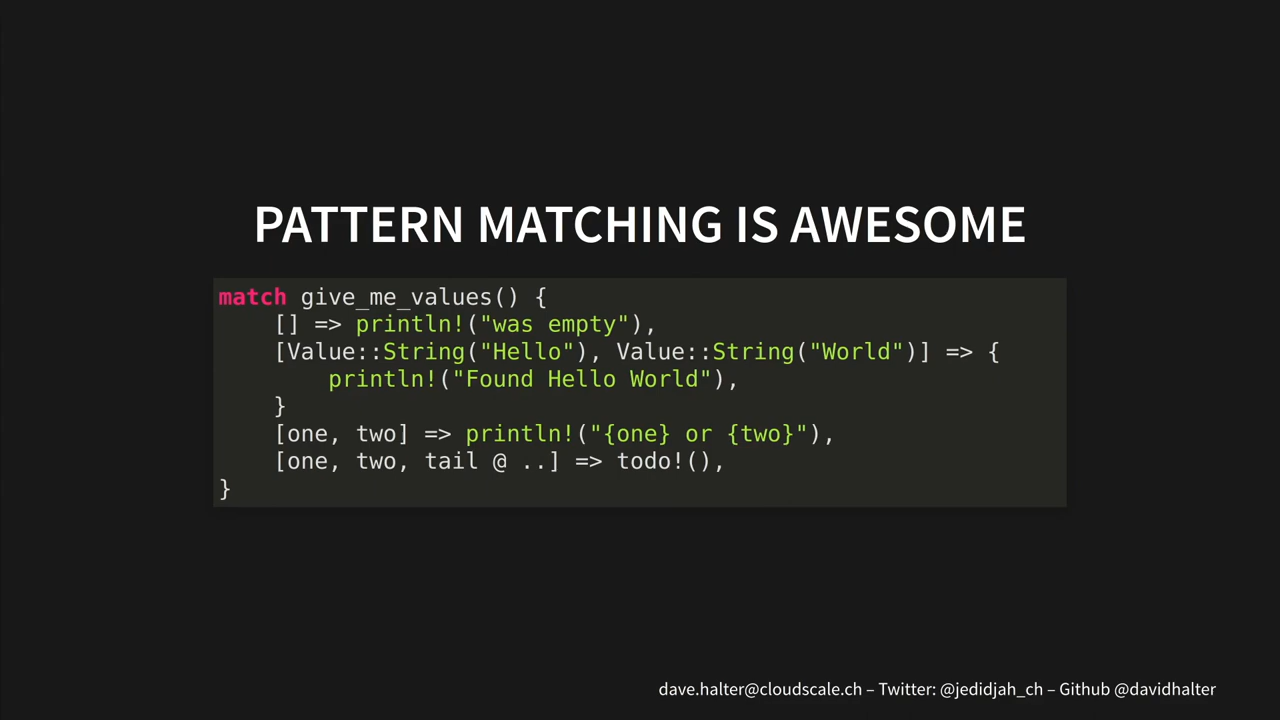 PATTERN MATCHING IS AWESOME
match give_me_values() {
    [] => println!("was empty"),
    [Value::String("Hello"), Value::String("World")] => {
        println!("Found Hello World"),
    }
    [one, two] => println!("{one} or {two}"),
    [one, two, tail @ ..] => todo!(),
}
dave.halter@cloudscale.ch – Twitter: @jedidjah_ch – Github @davidhalter